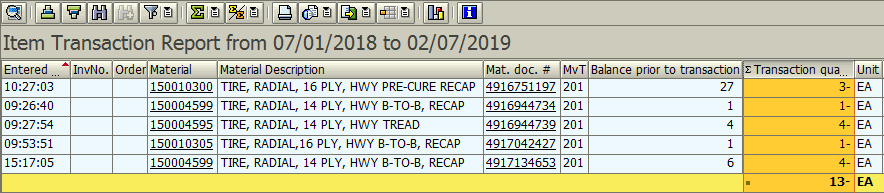 Item Transaction Report from 07/01/2018 to 02/07/2019
Entered ... InvNo. Order Material Material Description Mat. doc. # MvT Balance prior to transaction Σ Transaction qua... Unit
10:27:03 150010300 TIRE, RADIAL, 16 PLY, HWY PRE-CURE RECAP 4916751197 201 27 3- EA
09:26:40 150004599 TIRE, RADIAL, 14 PLY, HWY B-TO-B, RECAP 4916944734 201 1 1- EA
09:27:54 150004595 TIRE, RADIAL, 14 PLY, HWY TREAD 4916944739 201 4 4- EA
09:53:51 150010305 TIRE, RADIAL,16 PLY, HWY B-TO-B, RECAP 4917042427 201 1 1- EA
15:17:05 150004599 TIRE, RADIAL, 14 PLY, HWY B-TO-B, RECAP 4917134653 201 6 4- EA
13- EA